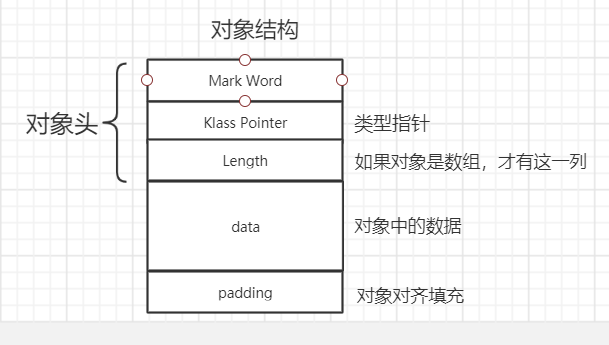 对象结构
Mark Word
对象头
Klass Pointer
类型指针
Length
如果对象是数组，才有这一列
data
对象中的数据
padding
对象对齐填充